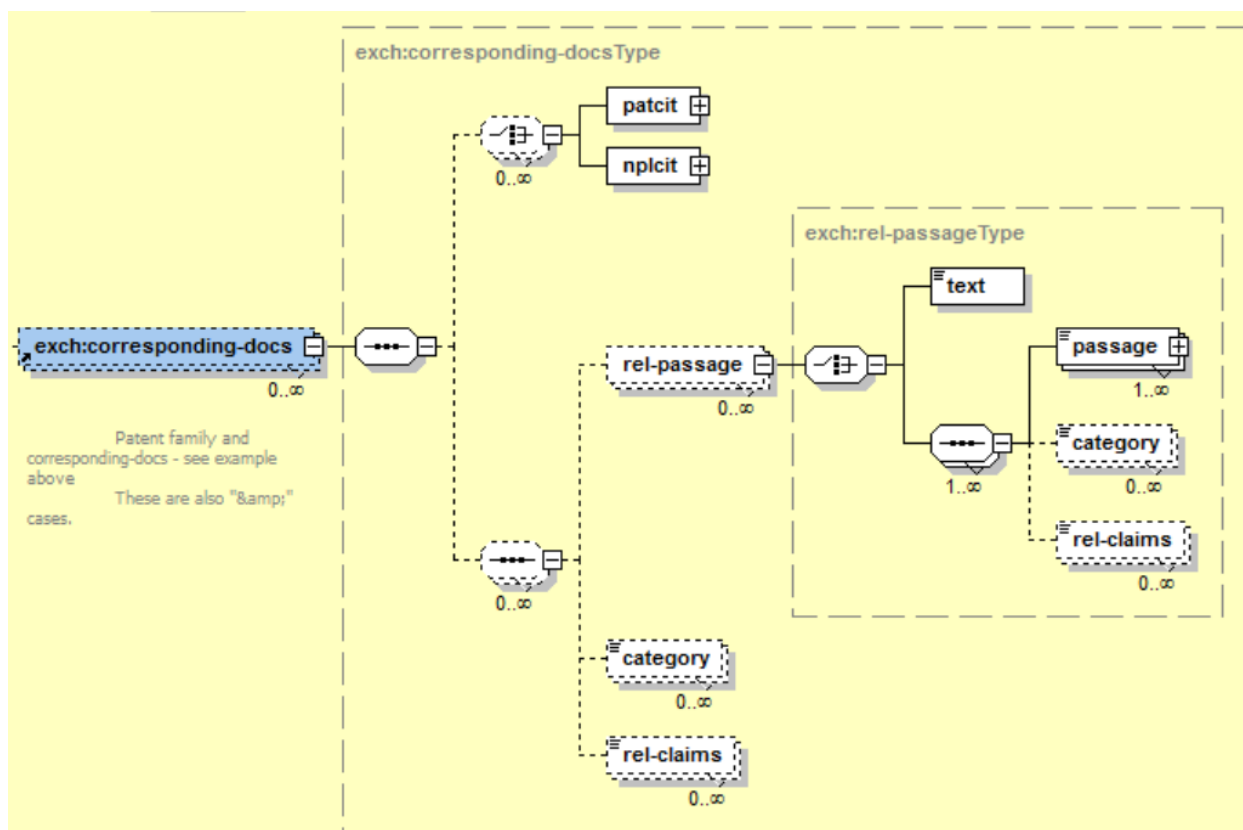 exch:corresponding-docsType
patcit
nplcit
0..∞
exch:rel-passageType
text
exch:corresponding-docs
0..∞
rel-passage
0..∞
passage
1..∞
category
0..∞
1..∞
rel-claims
0..∞
Patent family and
corresponding-docs - see example
above
These are also "&amp;"
cases.
0..∞
category
0..∞
rel-claims
0..∞